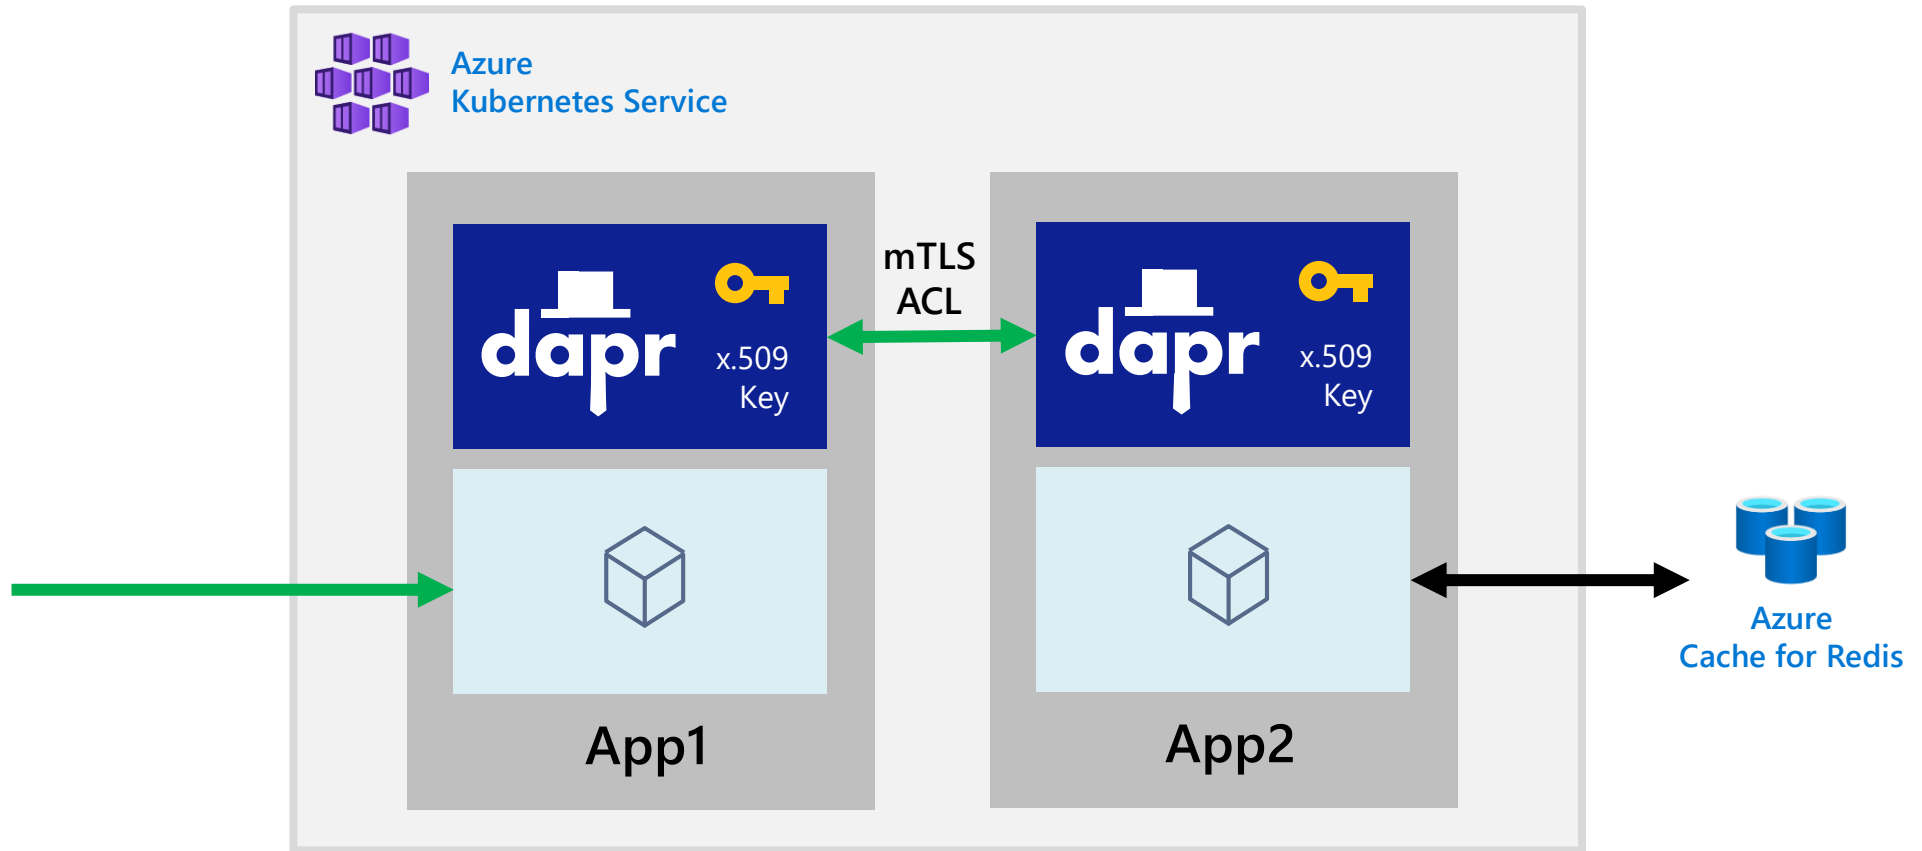 Azure
Kubernetes Service
mTLS
ACL
dapr
x.509
Key
dapr
x.509
Key
App1
App2
Azure
Cache for Redis